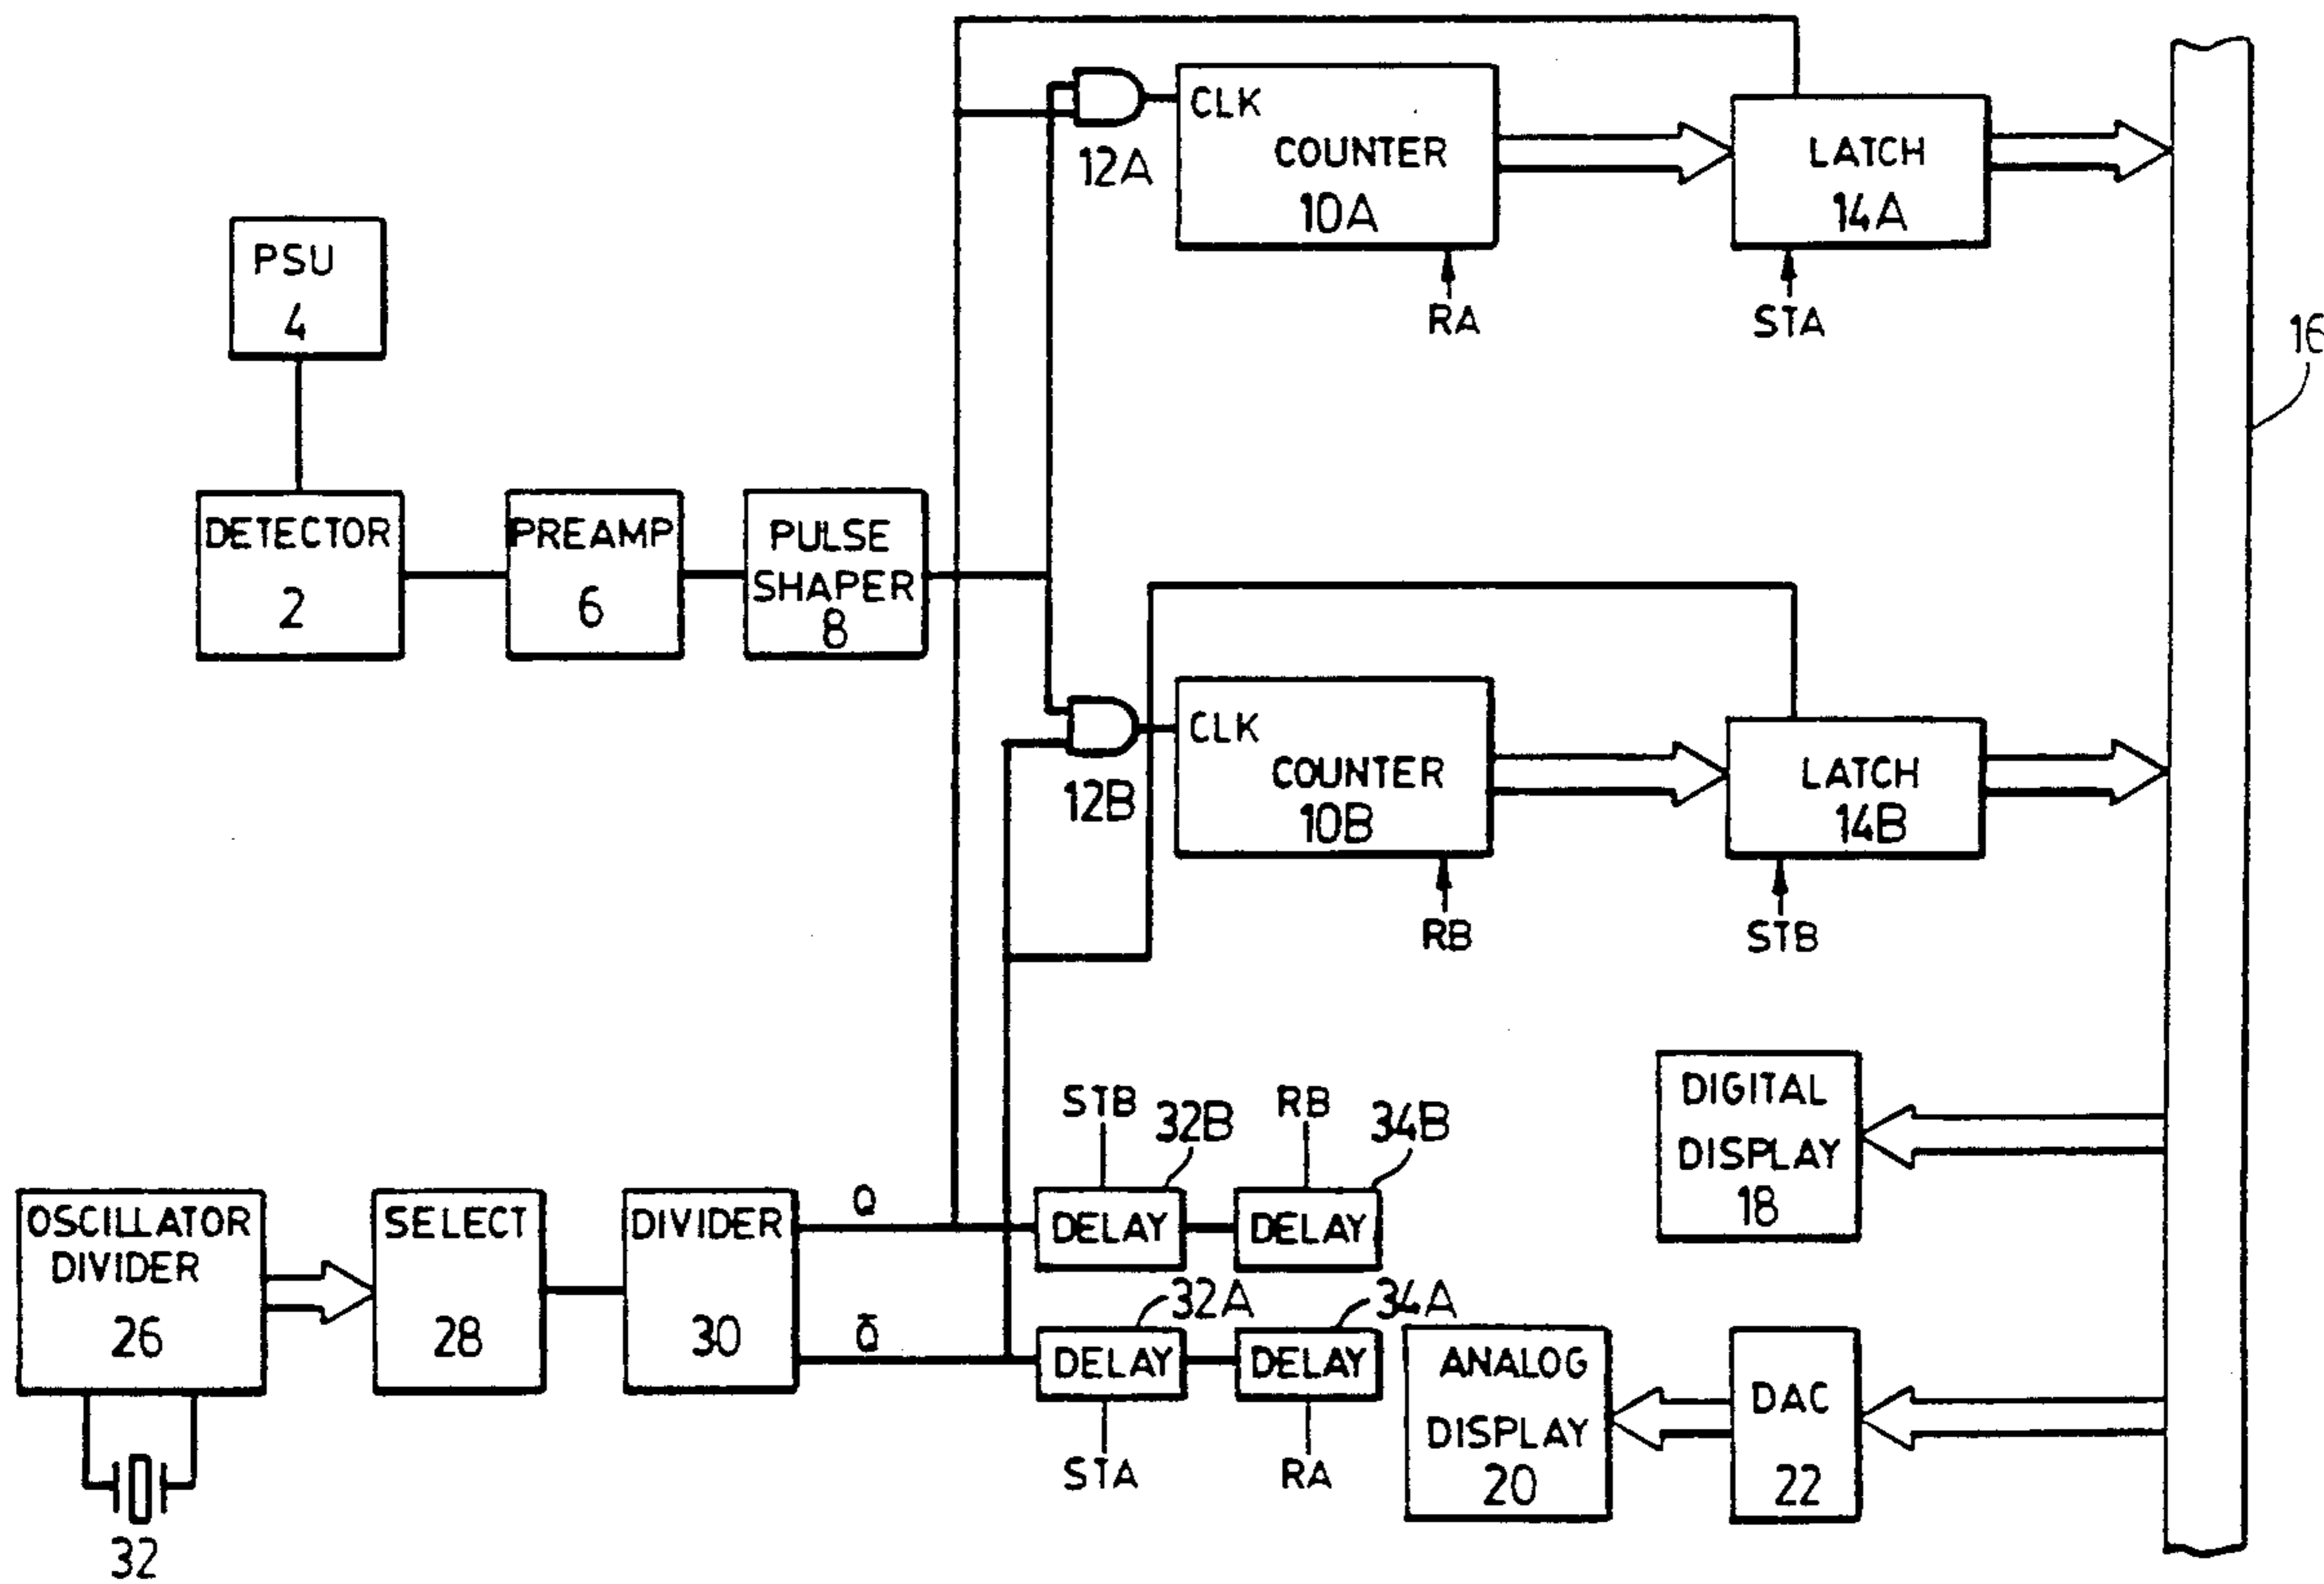 CLK
COUNTER
10A
12A
LATCH
14A
RA
STA
PSU
4
16
DETECTOR
2
PREAMP
6
PULSE
SHAPER
8
CLK
COUNTER
10B
12B
LATCH
14B
RB
STB
STB
32B
RB
34B
DIGITAL
DISPLAY
18
OSCILLATOR
DIVIDER
26
SELECT
28
DIVIDER
30
Q
Q̄
DELAY
DELAY
32A
34A
DELAY
DELAY
STA
RA
ANALOG
DISPLAY
20
DAC
22
32